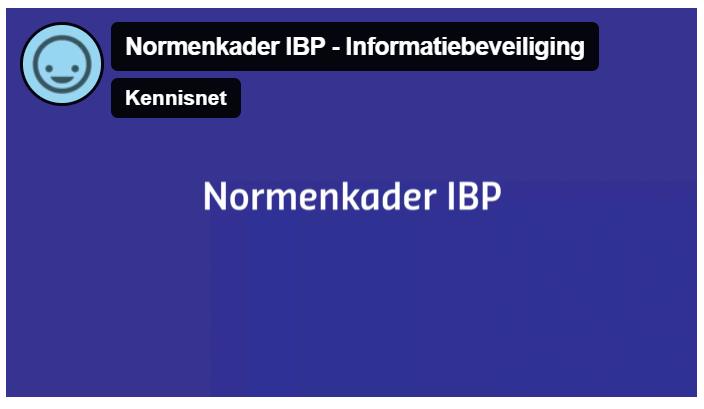 Normenkader IBP - Informatiebeveiliging
Kennisnet
Normenkader IBP